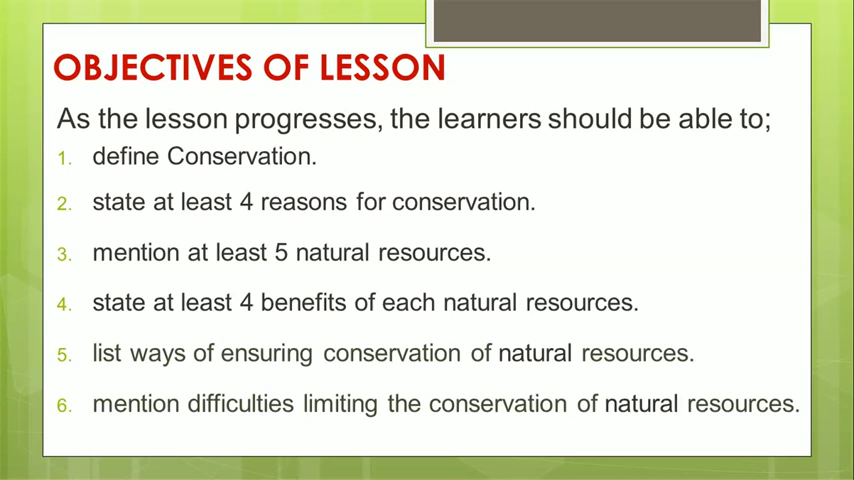 OBJECTIVES OF LESSON
As the lesson progresses, the learners should be able to;
1. define Conservation.
2. state at least 4 reasons for conservation.
3. mention at least 5 natural resources.
4. state at least 4 benefits of each natural resources.
5. list ways of ensuring conservation of natural resources.
6. mention difficulties limiting the conservation of natural resources.